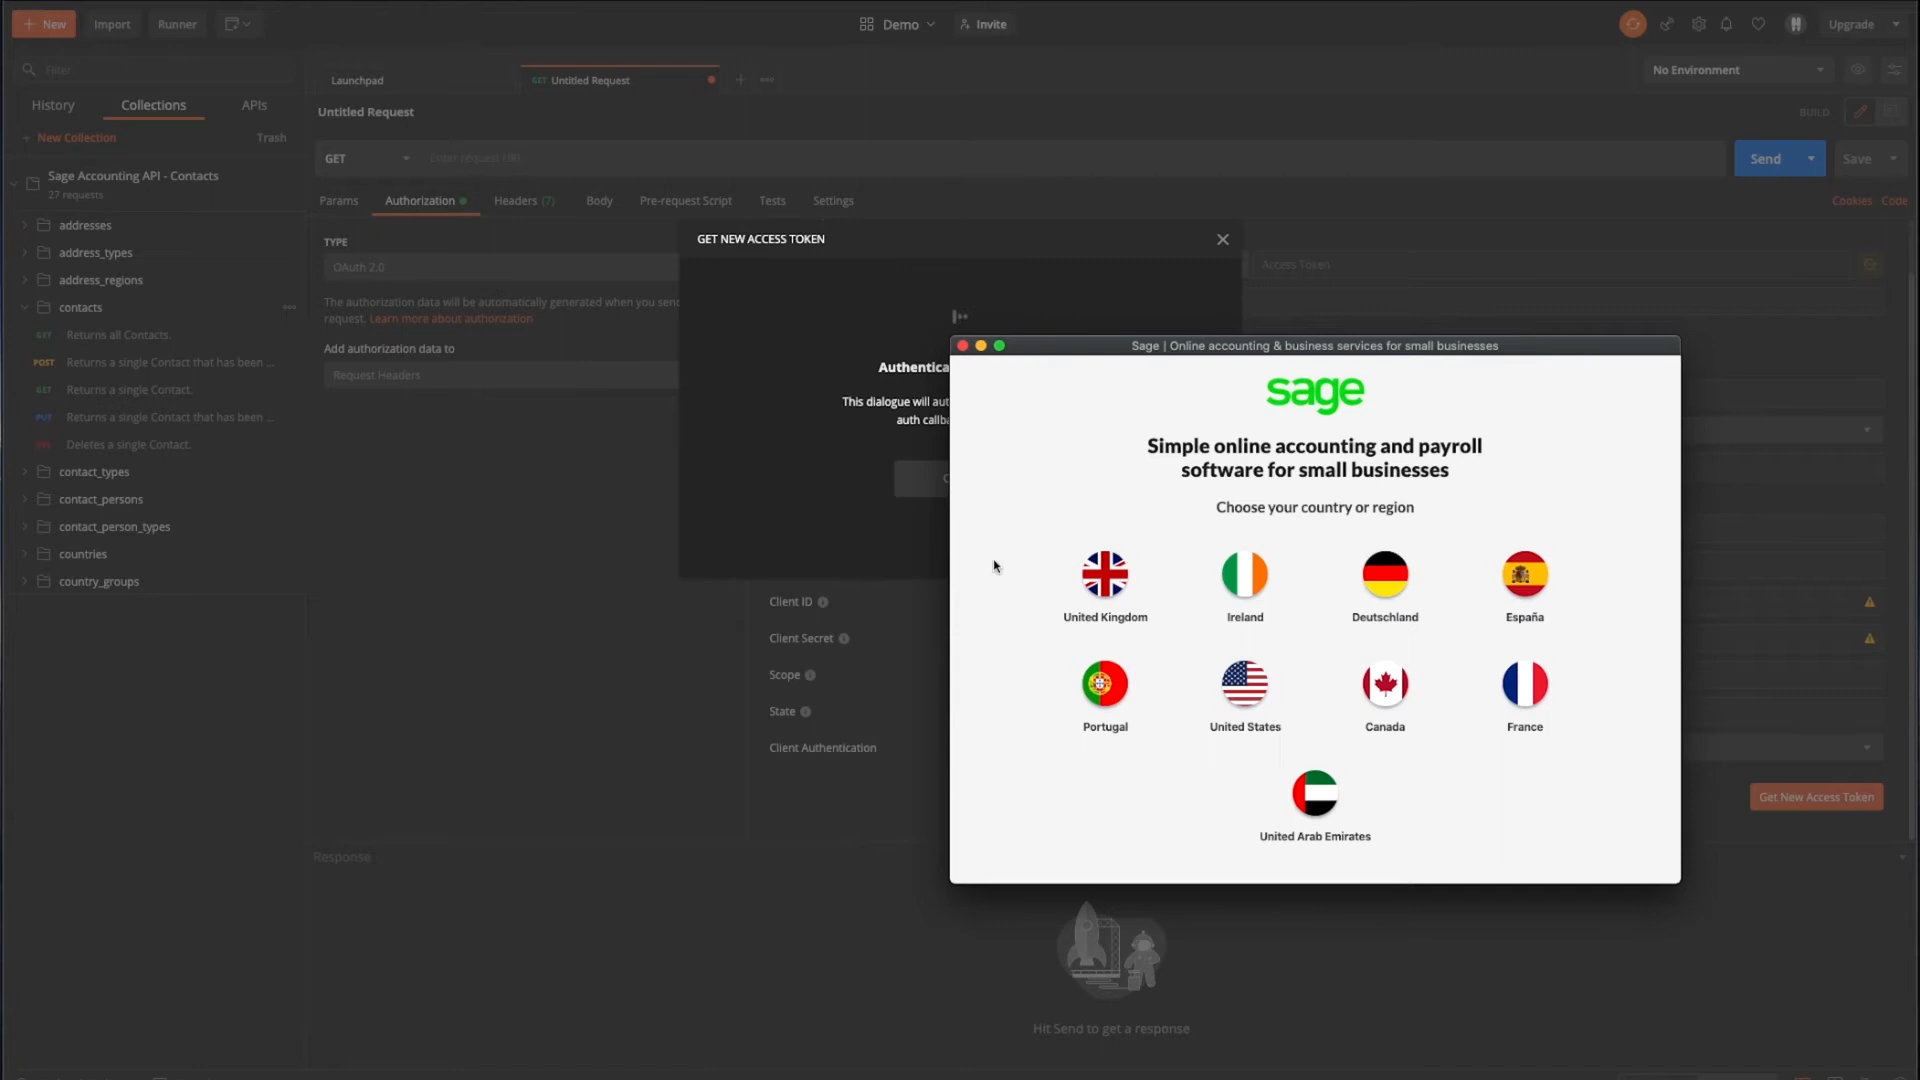 New
Import
Runner
Demo
Invite
Upgrade
Filter
Launchpad
GET Untitled Request
No Environment
History
Collections
APIs
Untitled Request
BUILD
+ New Collection
Trash
GET
Enter request URL
Send
Save
Sage Accounting API - Contacts
27 requests
Params
Authorization
Headers (7)
Body
Pre-request Script
Tests
Settings
Cookies
Code
addresses
address_types
address_regions
contacts
GET Returns all Contacts.
POST Returns a single Contact that has been ...
GET Returns a single Contact.
PUT Returns a single Contact that has been ...
DEL Deletes a single Contact.
contact_types
contact_persons
contact_person_types
countries
country_groups
TYPE
OAuth 2.0
The authorization data will be automatically generated when you send
request. Learn more about authorization
Add authorization data to
Request Headers
GET NEW ACCESS TOKEN
Access Token
Authentica
This dialogue will aut
auth callba
Client ID
Client Secret
Scope
State
Client Authentication
Get New Access Token
Sage | Online accounting & business services for small businesses
sage
Simple online accounting and payroll
software for small businesses
Choose your country or region
United Kingdom
Ireland
Deutschland
España
Portugal
United States
Canada
France
United Arab Emirates
Response
Hit Send to get a response